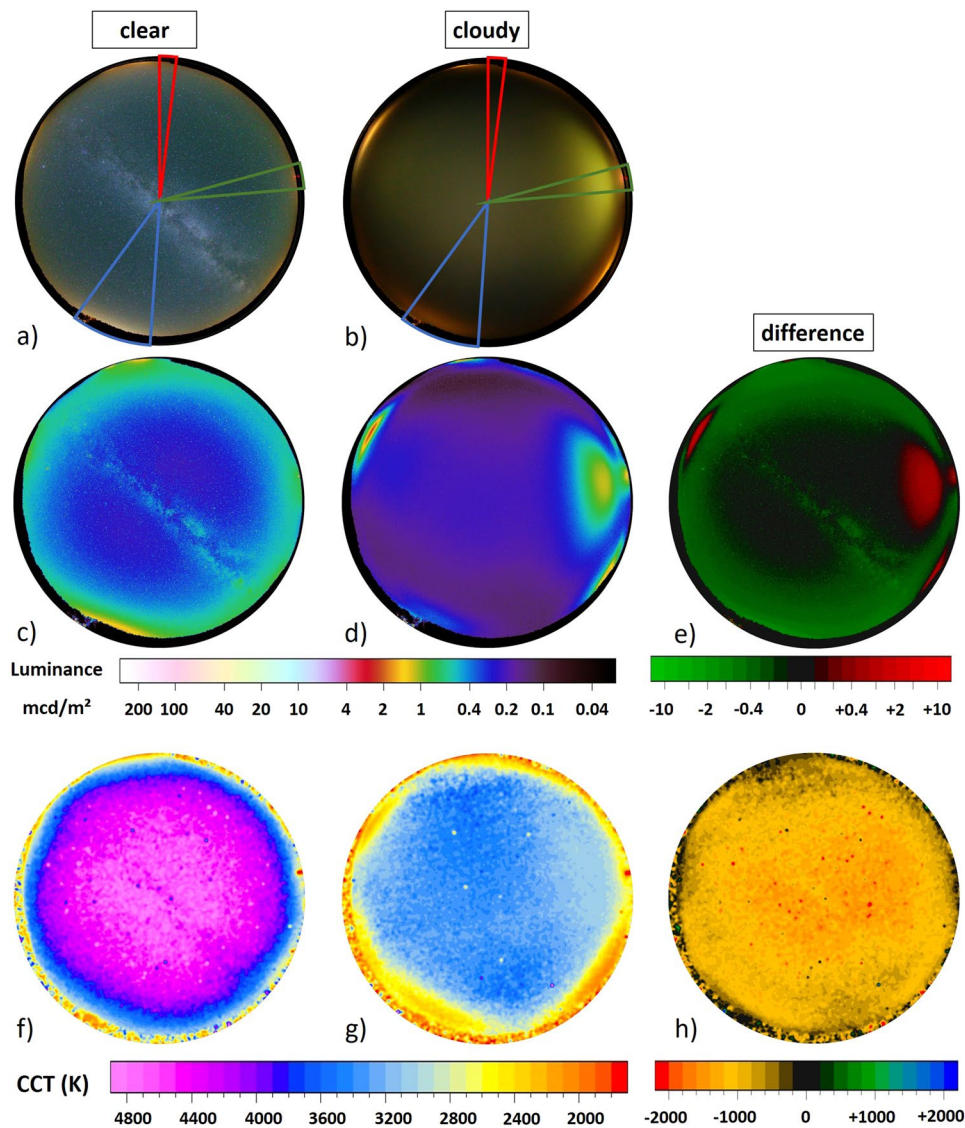 clear
cloudy
a)
b)
difference
c)
d)
e)
Luminance
mcd/m²
200 100 40 20 10 4 2 1 0.4 0.2 0.1 0.04
-10 -2 -0.4 0 +0.4 +2 +10
f)
g)
h)
CCT (K)
4800 4400 4000 3600 3200 2800 2400 2000
-2000 -1000 0 +1000 +2000